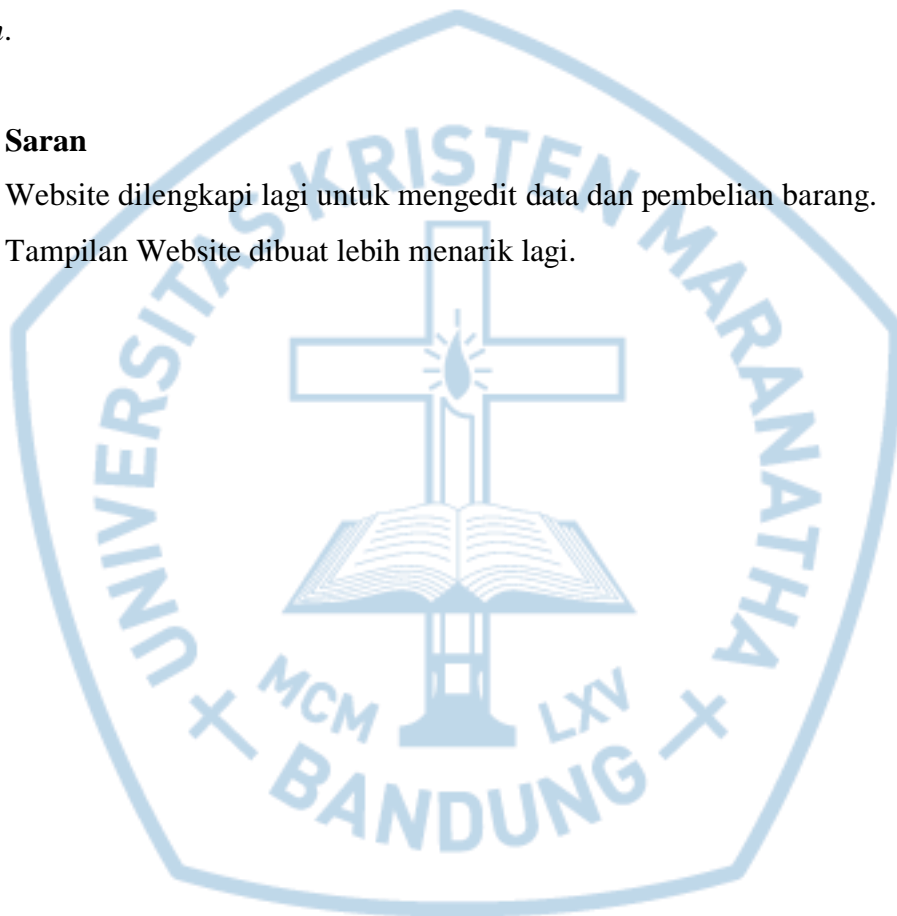 Saran
Website dilengkapi lagi untuk mengedit data dan pembelian barang.
Tampilan Website dibuat lebih menarik lagi.
UNIVERSITAS KRISTEN MARANATHA
MCM LXV
BANDUNG